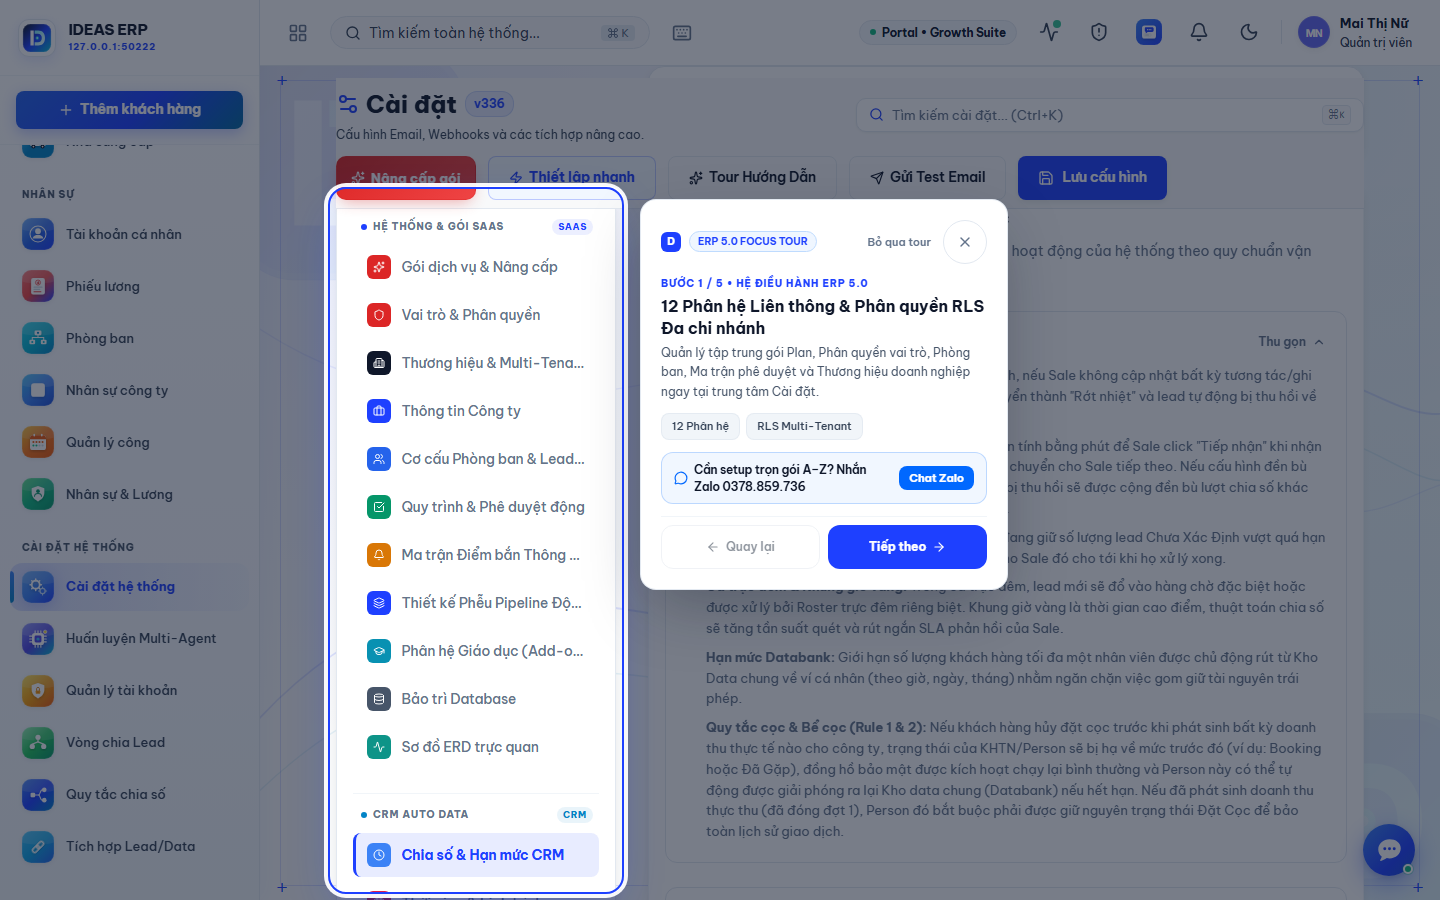 IDEAS ERP
127.0.0.1:50222
Thêm khách hàng
NHÂN SỰ
Tài khoản cá nhân
Phiếu lương
Phòng ban
Nhân sự công ty
Quản lý công
Nhân sự & Lương
CÀI ĐẶT HỆ THỐNG
Cài đặt hệ thống
Huấn luyện Multi-Agent
Quản lý tài khoản
Vòng chia Lead
Quy tắc chia số
Tích hợp Lead/Data
Tìm kiếm toàn hệ thống...
⌘ K
Portal • Growth Suite
MN
Mai Thị Nữ
Quản trị viên
Cài đặt
v336
Cấu hình Email, Webhooks và các tích hợp nâng cao.
Tìm kiếm cài đặt... (Ctrl+K)
⌘K
Nâng cấp gói
Thiết lập nhanh
Tour Hướng Dẫn
Gửi Test Email
Lưu cấu hình
HỆ THỐNG & GÓI SAAS
SAAS
Gói dịch vụ & Nâng cấp
Vai trò & Phân quyền
Thương hiệu & Multi-Tena...
Thông tin Công ty
Cơ cấu Phòng ban & Lead...
Quy trình & Phê duyệt động
Ma trận Điểm bắn Thông ...
Thiết kế Phễu Pipeline Độ...
Phân hệ Giáo dục (Add-o...
Bảo trì Database
Sơ đồ ERD trực quan
CRM AUTO DATA
CRM
Chia số & Hạn mức CRM
D
ERP 5.0 FOCUS TOUR
Bỏ qua tour
BƯỚC 1 / 5 • HỆ ĐIỀU HÀNH ERP 5.0
12 Phân hệ Liên thông & Phân quyền RLS
Đa chi nhánh
Quản lý tập trung gói Plan, Phân quyền vai trò, Phòng
ban, Ma trận phê duyệt và Thương hiệu doanh nghiệp
ngay tại trung tâm Cài đặt.
12 Phân hệ
RLS Multi-Tenant
Cần setup trọn gói A–Z? Nhắn
Zalo 0378.859.736
Chat Zalo
Quay lại
Tiếp theo
hoạt động của hệ thống theo quy chuẩn vận
Thu gọn
nếu Sale không cập nhật bất kỳ tương tác/ghi
thành "Rớt nhiệt" và lead tự động bị thu hồi về
tính bằng phút để Sale click "Tiếp nhận" khi nhận
chuyển cho Sale tiếp theo. Nếu cấu hình đền bù
bị thu hồi sẽ được cộng đền bù lượt chia số khác
giữ số lượng lead Chưa Xác Định vượt quá hạn
Sale đó cho tới khi họ xử lý xong.
đêm, lead mới sẽ đổ vào hàng chờ đặc biệt hoặc
được xử lý bởi Roster trực đêm riêng biệt. Khung giờ vàng là thời gian cao điểm, thuật toán chia số
sẽ tăng tần suất quét và rút ngắn SLA phản hồi của Sale.
Hạn mức Databank: Giới hạn số lượng khách hàng tối đa một nhân viên được chủ động rút từ Kho
Data chung về ví cá nhân (theo giờ, ngày, tháng) nhằm ngăn chặn việc gom giữ tài nguyên trái
phép.
Quy tắc cọc & Bể cọc (Rule 1 & 2): Nếu khách hàng hủy đặt cọc trước khi phát sinh bất kỳ doanh
thu thực tế nào cho công ty, trạng thái của KHTN/Person sẽ bị hạ về mức trước đó (ví dụ: Booking
hoặc Đã Gặp), đồng hồ bảo mật được kích hoạt chạy lại bình thường và Person này có thể tự
động được giải phóng ra lại Kho data chung (Databank) nếu hết hạn. Nếu đã phát sinh doanh thu
thực thu (đã đóng đợt 1), Person đó bắt buộc phải được giữ nguyên trạng thái Đặt Cọc để bảo
toàn lịch sử giao dịch.